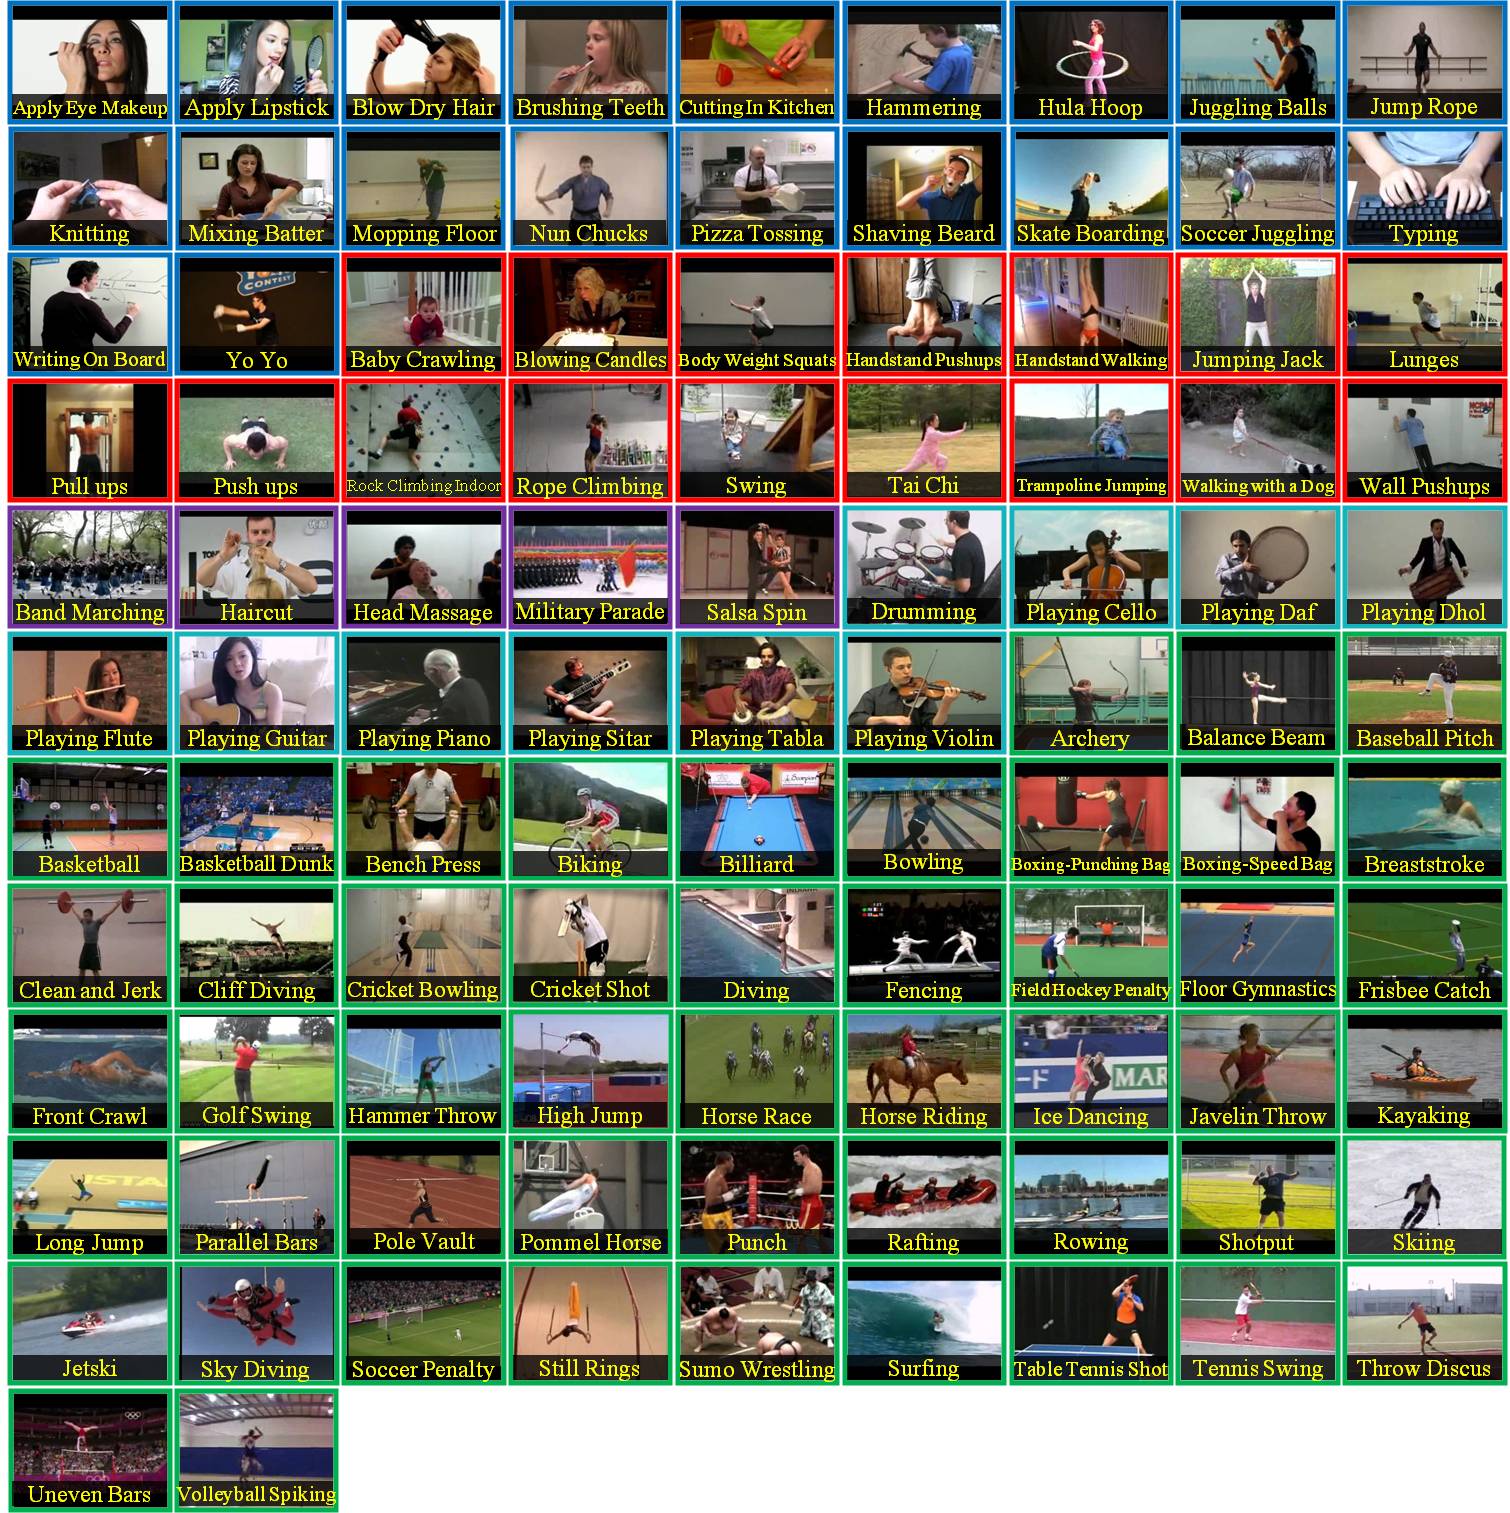 Apply Eye Makeup
Apply Lipstick
Blow Dry Hair
Brushing Teeth
Cutting In Kitchen
Hammering
Hula Hoop
Juggling Balls
Jump Rope
Knitting
Mixing Batter
Mopping Floor
Nun Chucks
Pizza Tossing
Shaving Beard
Skate Boarding
Soccer Juggling
Typing
CONTEST
Writing On Board
Yo Yo
Baby Crawling
Blowing Candles
Body Weight Squats
Handstand Pushups
Handstand Walking
Jumping Jack
Lunges
Pull ups
Push ups
Rock Climbing Indoor
Rope Climbing
Swing
Tai Chi
Trampoline Jumping
Walking with a Dog
Wall Pushups
Band Marching
Haircut
Head Massage
Military Parade
Salsa Spin
Drumming
Playing Cello
Playing Daf
Playing Dhol
Playing Flute
Playing Guitar
Playing Piano
Playing Sitar
Playing Tabla
Playing Violin
Archery
Balance Beam
Baseball Pitch
Basketball
Basketball Dunk
Bench Press
Biking
Billiard
Bowling
Boxing-Punching Bag
Boxing-Speed Bag
Breaststroke
Clean and Jerk
Cliff Diving
Cricket Bowling
Cricket Shot
Diving
Fencing
Field Hockey Penalty
Floor Gymnastics
Frisbee Catch
MAR
Front Crawl
Golf Swing
Hammer Throw
High Jump
Horse Race
Horse Riding
Ice Dancing
Javelin Throw
Kayaking
Long Jump
Parallel Bars
Pole Vault
Pommel Horse
Punch
Rafting
Rowing
Shotput
Skiing
Jetski
Sky Diving
Soccer Penalty
Still Rings
Sumo Wrestling
Surfing
Table Tennis Shot
Tennis Swing
Throw Discus
Uneven Bars
Volleyball Spiking